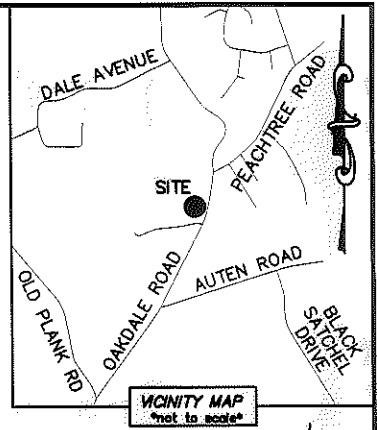 DALE AVENUE
PEACHTREE ROAD
SITE
OAKDALE ROAD
AUTEN ROAD
OLD PLANK RD
BLACK
SATCHEL
DRIVE
VICINITY MAP
*not to scale*